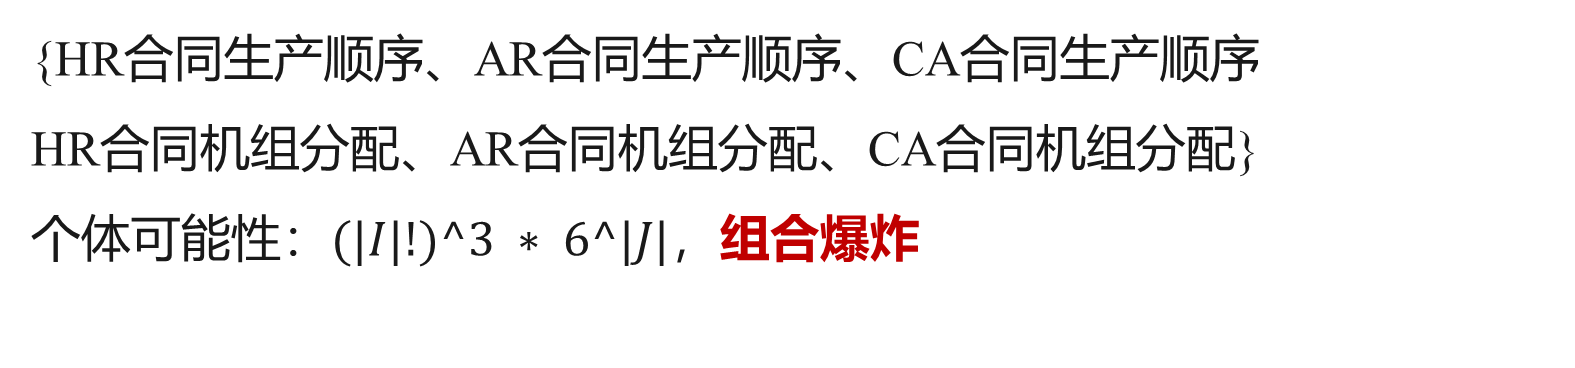 {HR合同生产顺序、AR合同生产顺序、CA合同生产顺序
HR合同机组分配、AR合同机组分配、CA合同机组分配}
个体可能性：(|I|!)^3 * 6^|J|，组合爆炸